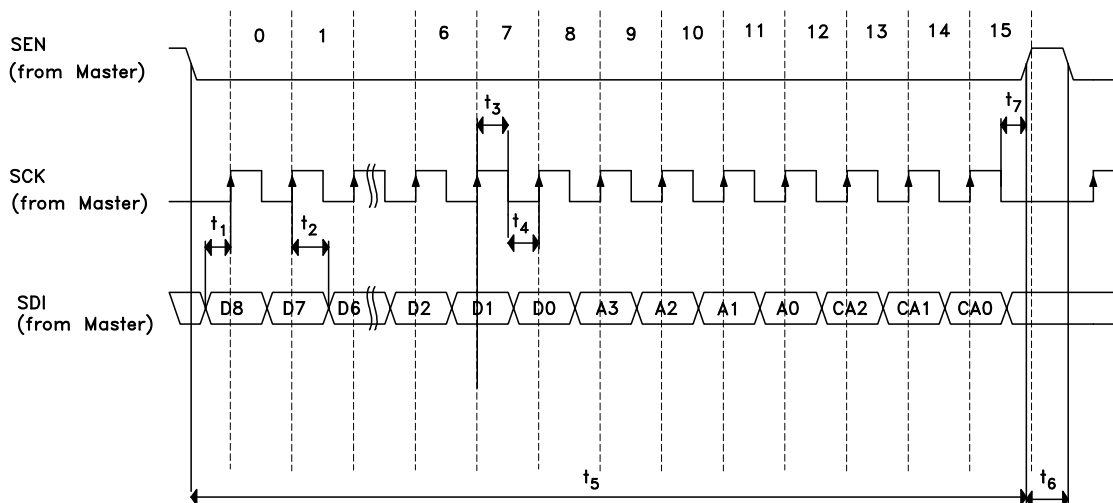 0 1 6 7 8 9 10 11 12 13 14 15
SEN
(from Master)
t3
t7
SCK
(from Master)
t1
t2
t4
SDI
(from Master)
D8 D7 D6 D2 D1 D0 A3 A2 A1 A0 CA2 CA1 CA0
t5
t6